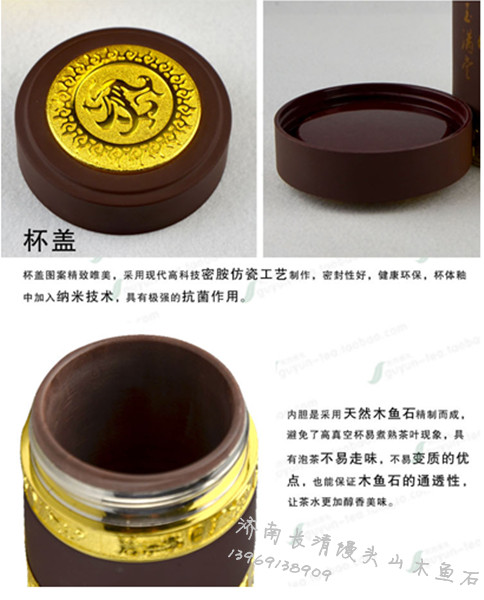 金满堂
杯盖
杯盖图案精致唯美，采用现代高科技密胺仿瓷工艺制作，密封性好，健康环保，杯体釉
中加入纳米技术，具有极强的抗菌作用。
内胆是采用天然木鱼石精制而成，
避免了高真空杯易煮熟茶叶现象，具
有泡茶不易走味，不易变质的优
点，也能保证木鱼石的通透性，
让茶水更加醇香美味。
济南长清馒头山木鱼石
13969138909